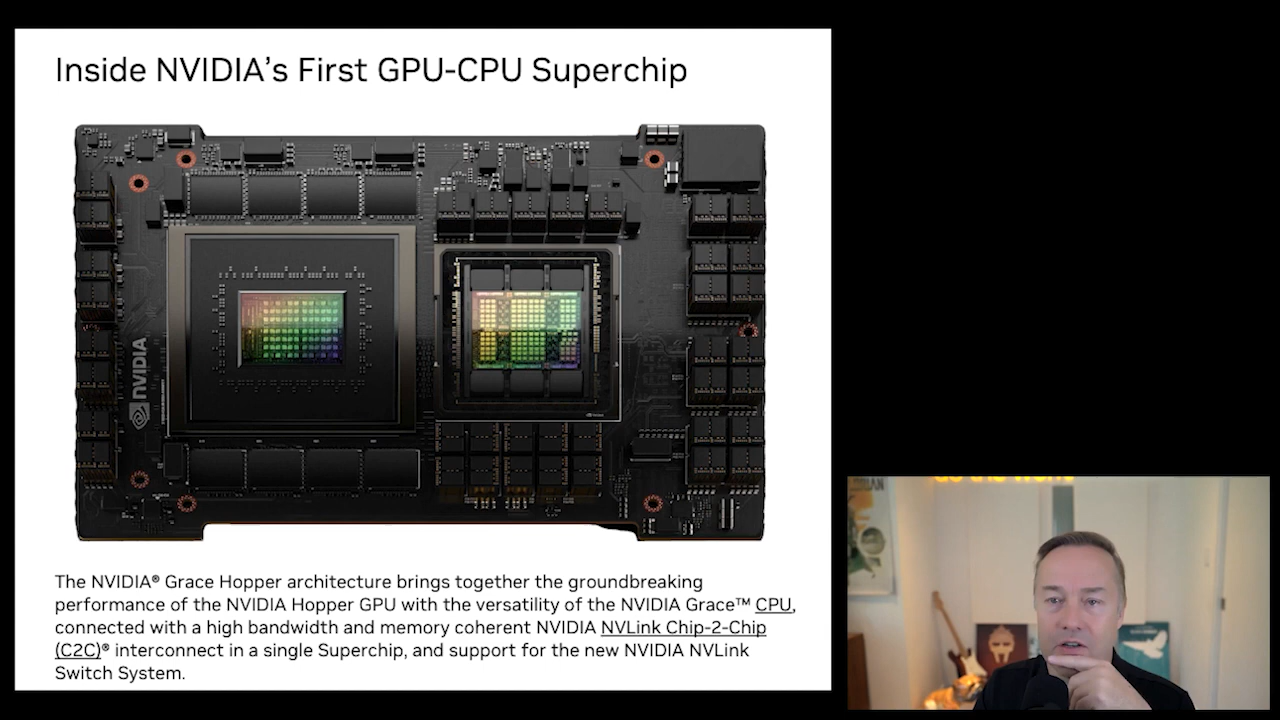 Inside NVIDIA's First GPU-CPU Superchip
NVIDIA
The NVIDIA® Grace Hopper architecture brings together the groundbreaking
performance of the NVIDIA Hopper GPU with the versatility of the NVIDIA Grace™ CPU,
connected with a high bandwidth and memory coherent NVIDIA NVLink Chip-2-Chip
(C2C)® interconnect in a single Superchip, and support for the new NVIDIA NVLink
Switch System.